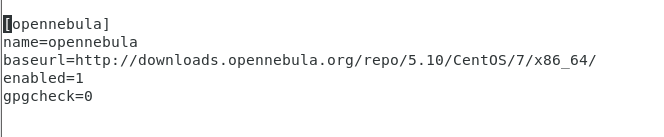 [opennebula]
name=opennebula
baseurl=http://downloads.opennebula.org/repo/5.10/CentOS/7/x86_64/
enabled=1
gpgcheck=0